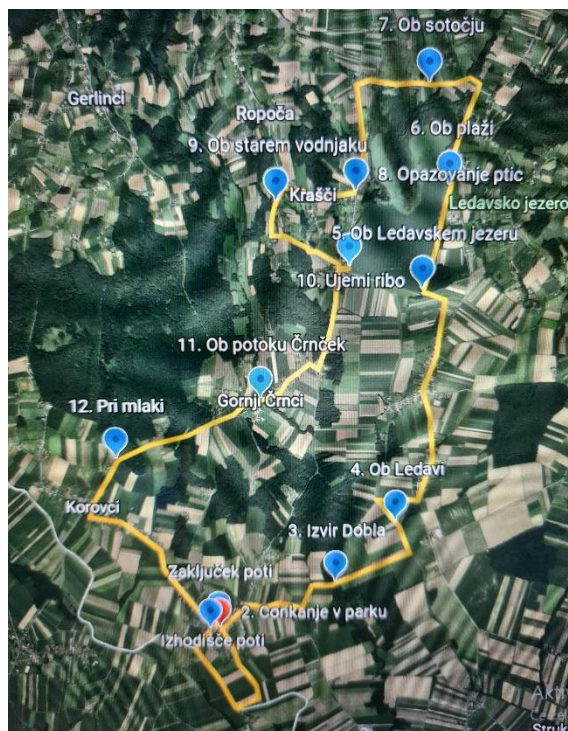 7. Ob sotočju
Gerlinci
Ropoča
6. Ob plaži
9. Ob starem vodnjaku
8. Opazovanje ptic
Krašči
Ledavsko jezero
5. Ob Ledavskem jezeru
10. Ujemi ribo
11. Ob potoku Črnček
Gornji Črnci
12. Pri mlaki
4. Ob Ledavi
Korovci
3. Izvir Dobla
Zaključek poti
2. Conkanje v parku
Izhodišče poti